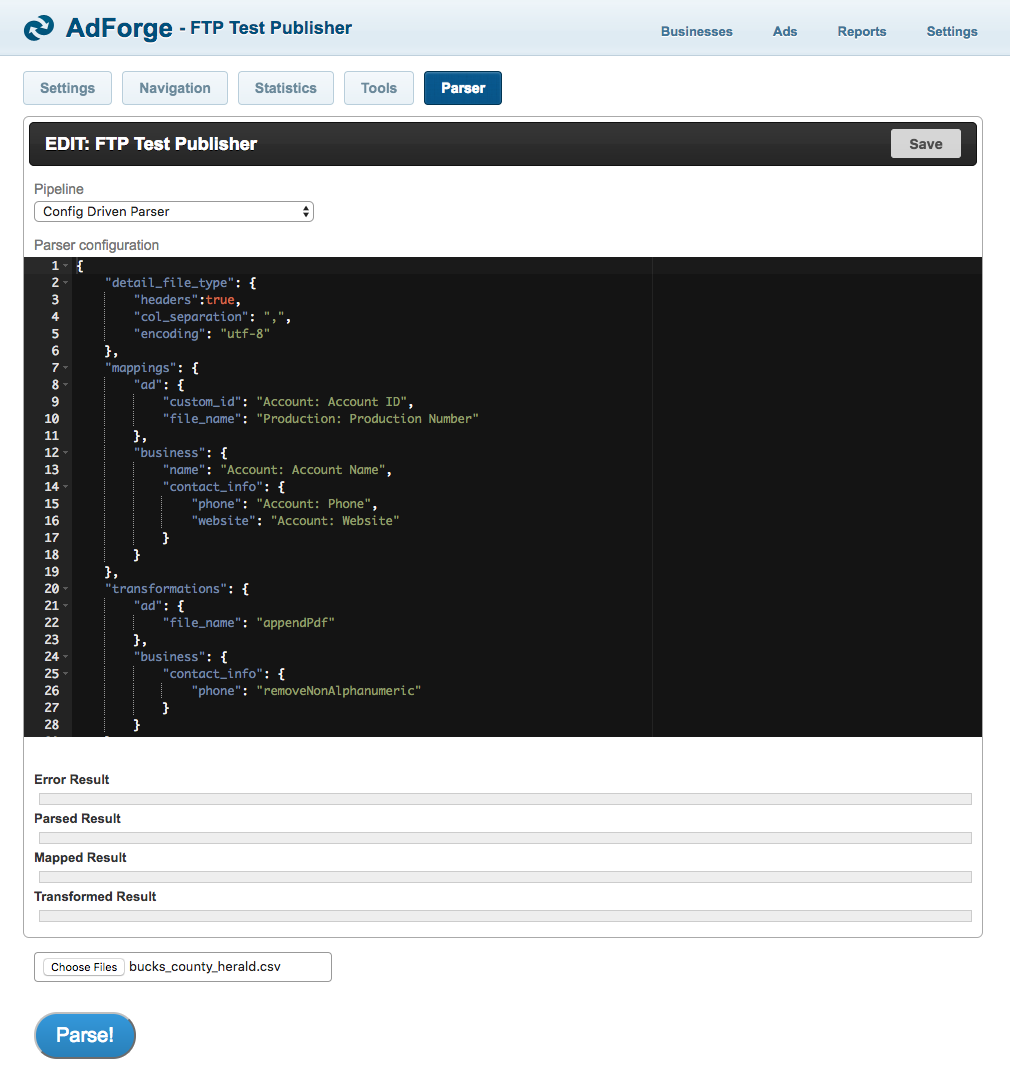 AdForge - FTP Test Publisher
Businesses Ads Reports Settings
Settings Navigation Statistics Tools Parser
EDIT: FTP Test Publisher Save
Pipeline
Config Driven Parser
Parser configuration
1 {
2 "detail_file_type": {
3 "headers":true,
4 "col_separation": ",",
5 "encoding": "utf-8"
6 },
7 "mappings": {
8 "ad": {
9 "custom_id": "Account: Account ID",
10 "file_name": "Production: Production Number"
11 },
12 "business": {
13 "name": "Account: Account Name",
14 "contact_info": {
15 "phone": "Account: Phone",
16 "website": "Account: Website"
17 }
18 }
19 },
20 "transformations": {
21 "ad": {
22 "file_name": "appendPdf"
23 },
24 "business": {
25 "contact_info": {
26 "phone": "removeNonAlphanumeric"
27 }
28 }
Error Result
Parsed Result
Mapped Result
Transformed Result
Choose Files bucks_county_herald.csv
Parse!